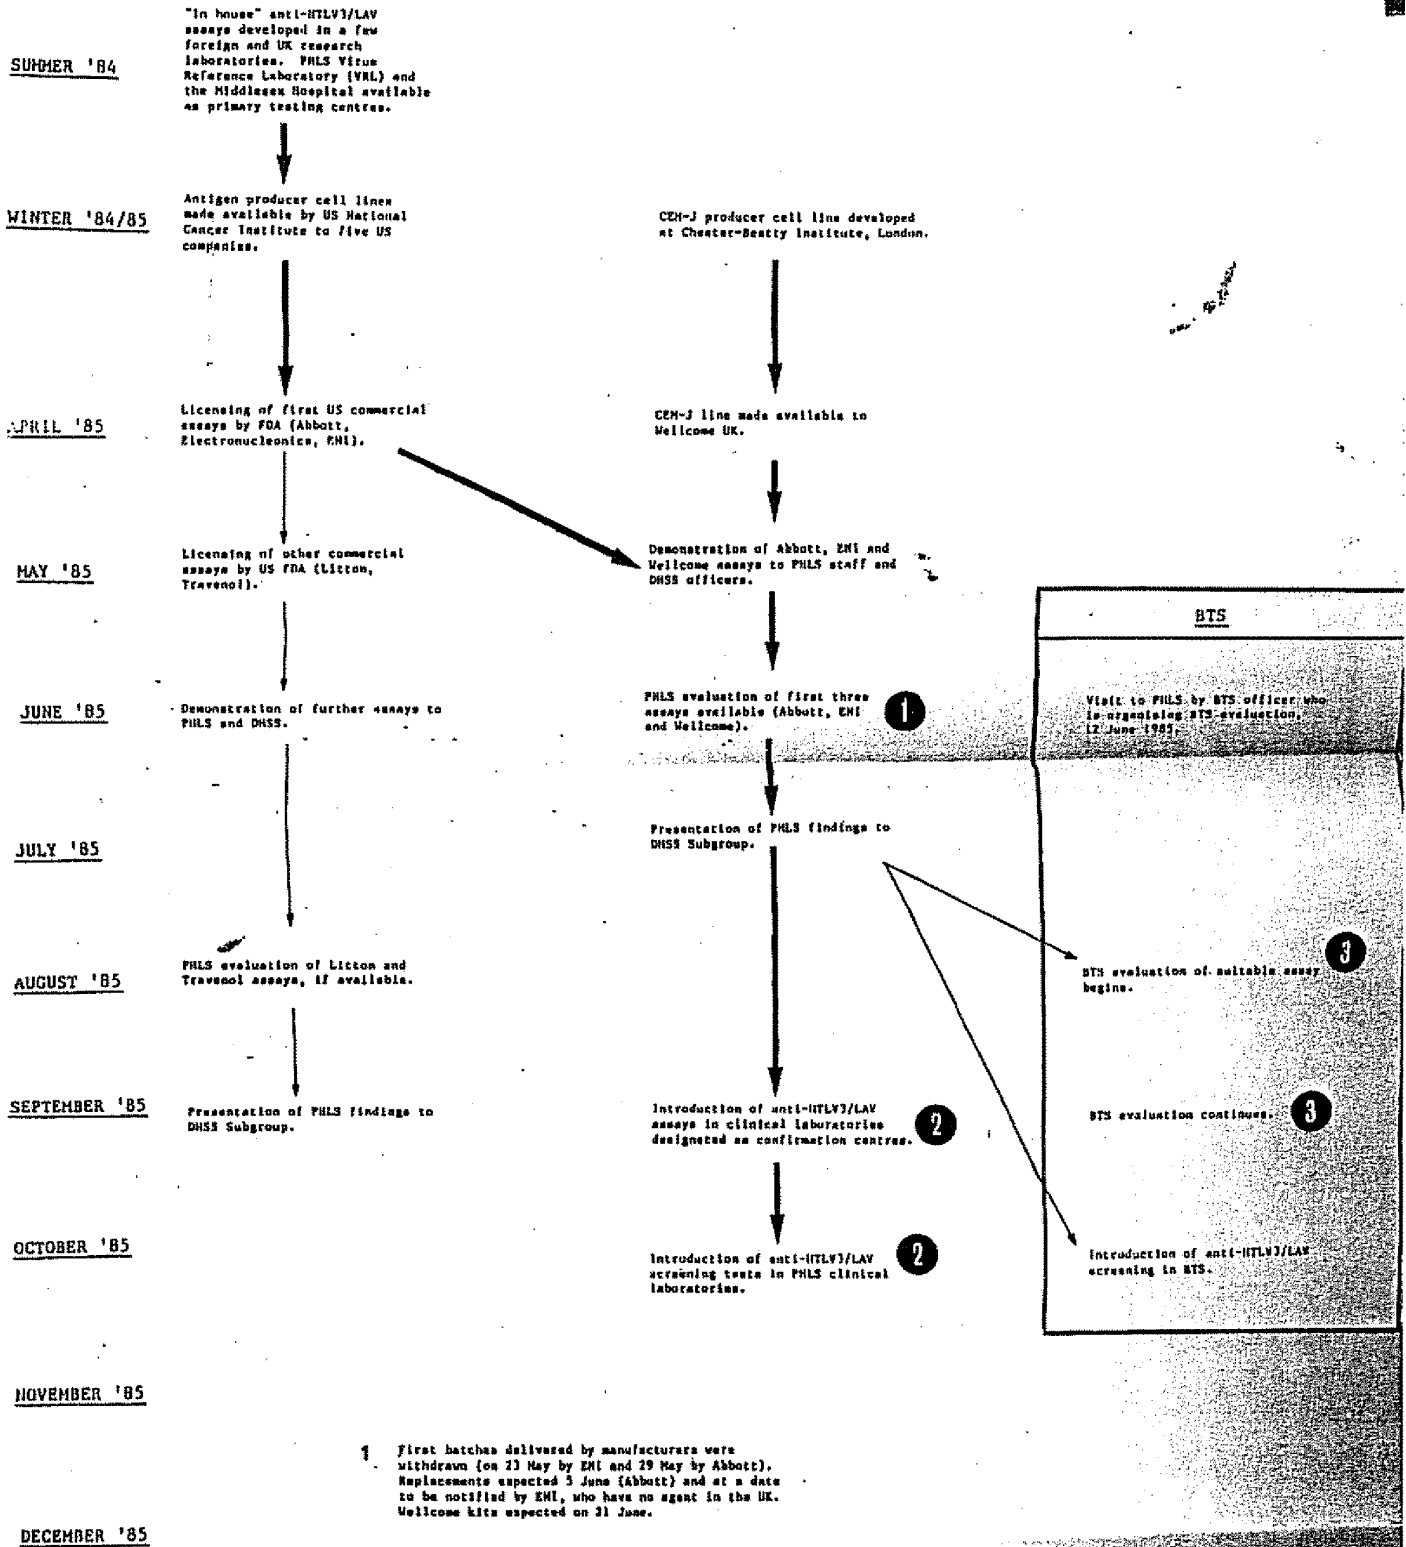 SUMMER '84
"In house" anti-HTLV3/LAV
assays developed in a few
foreign and UK research
laboratories. PHLS Virus
Reference Laboratory (VRL) and
the Middlesex Hospital available
as primary testing centres.
WINTER '84/85
Antigen producer cell lines
made available by US National
Cancer Institute to five US
companies.
CEM-J producer cell line developed
at Chester-Beatty Institute, London.
APRIL '85
Licensing of first US commercial
assays by FDA (Abbott,
Electronucleonics, ENI).
CEM-J line made available to
Wellcome UK.
MAY '85
Licensing of other commercial
assays by US FDA (Litton,
Travenol).
Demonstration of Abbott, ENI and
Wellcome assays to PHLS staff and
DHSS officers.
BTS
JUNE '85
Demonstration of further assays to
PHLS and DHSS.
PHLS evaluation of first three
assays available (Abbott, ENI
and Wellcome).
1
Visit to PHLS by BTS officer who
is organising BTS evaluation,
12 June 1985.
JULY '85
Presentation of PHLS findings to
DHSS Subgroup.
AUGUST '85
PHLS evaluation of Litton and
Travenol assays, if available.
BTS evaluation of suitable assay
begins.
3
SEPTEMBER '85
Presentation of PHLS findings to
DHSS Subgroup.
Introduction of anti-HTLV3/LAV
assays in clinical laboratories
designated as confirmation centres.
2
BTS evaluation continues.
3
OCTOBER '85
Introduction of anti-HTLV3/LAV
screening tests in PHLS clinical
laboratories.
2
Introduction of anti-HTLV3/LAV
screening in BTS.
NOVEMBER '85
1 First batches delivered by manufacturers were
withdrawn (on 23 May by ENI and 29 May by Abbott).
Replacements expected 5 June (Abbott) and at a date
to be notified by ENI, who have no agent in the UK.
Wellcome kits expected on June.
DECEMBER '85